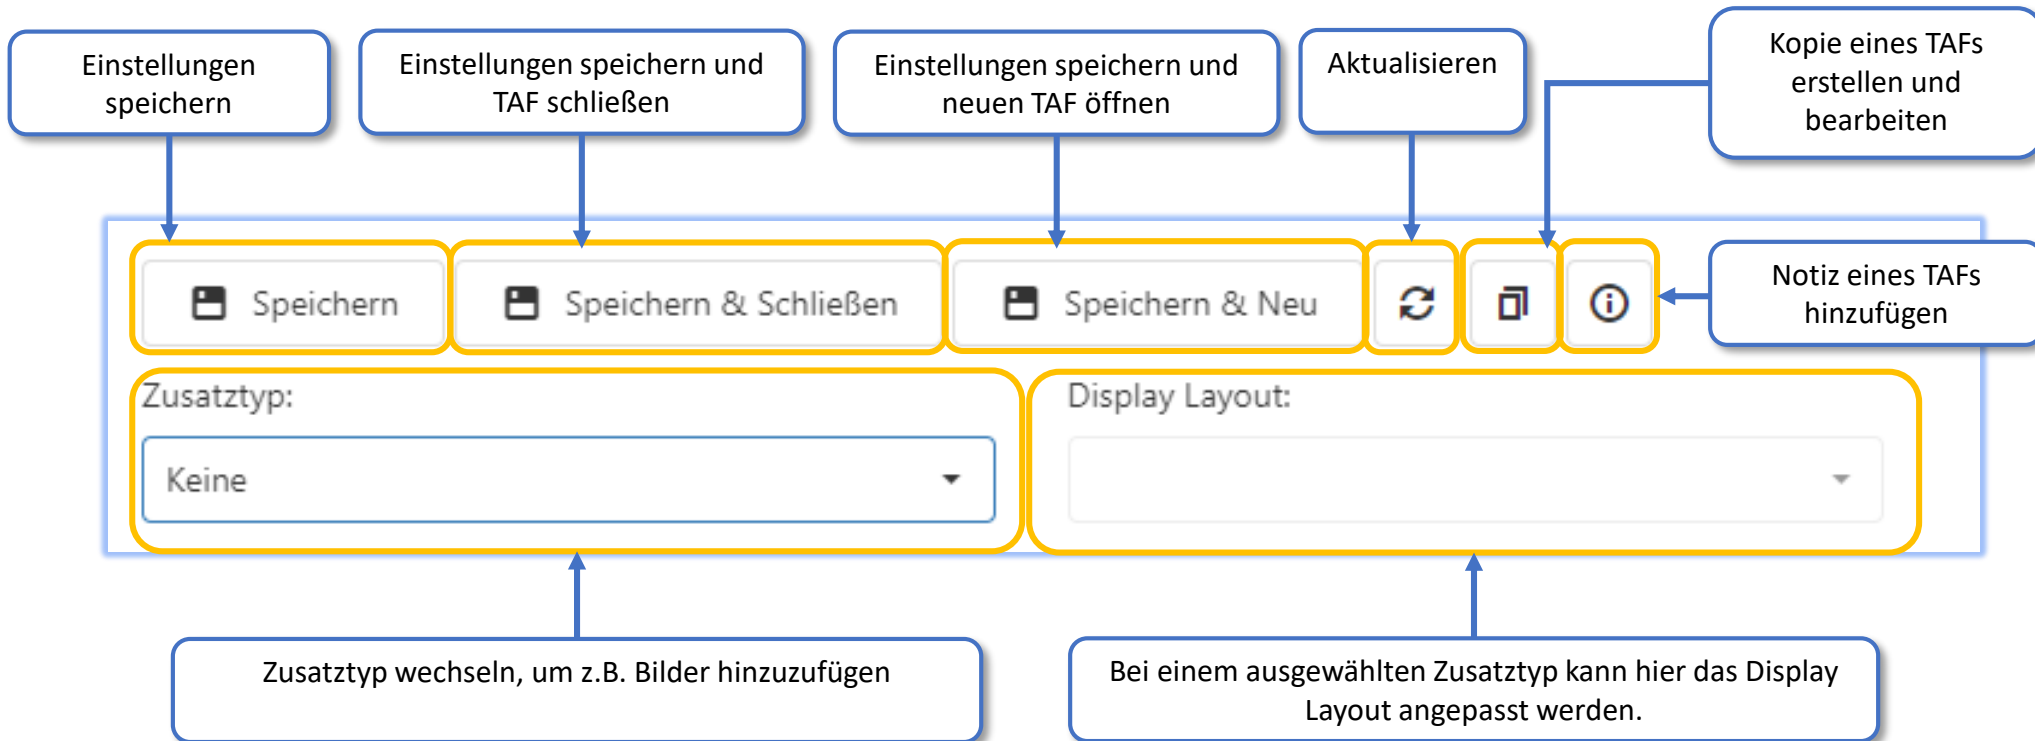 Einstellungen
speichern
Einstellungen speichern und
TAF schließen
Einstellungen speichern und
neuen TAF öffnen
Aktualisieren
Kopie eines TAFs
erstellen und
bearbeiten
Speichern
Speichern & Schließen
Speichern & Neu
Notiz eines TAFs
hinzufügen
Zusatztyp:
Display Layout:
Keine
Zusatztyp wechseln, um z.B. Bilder hinzuzufügen
Bei einem ausgewählten Zusatztyp kann hier das Display
Layout angepasst werden.